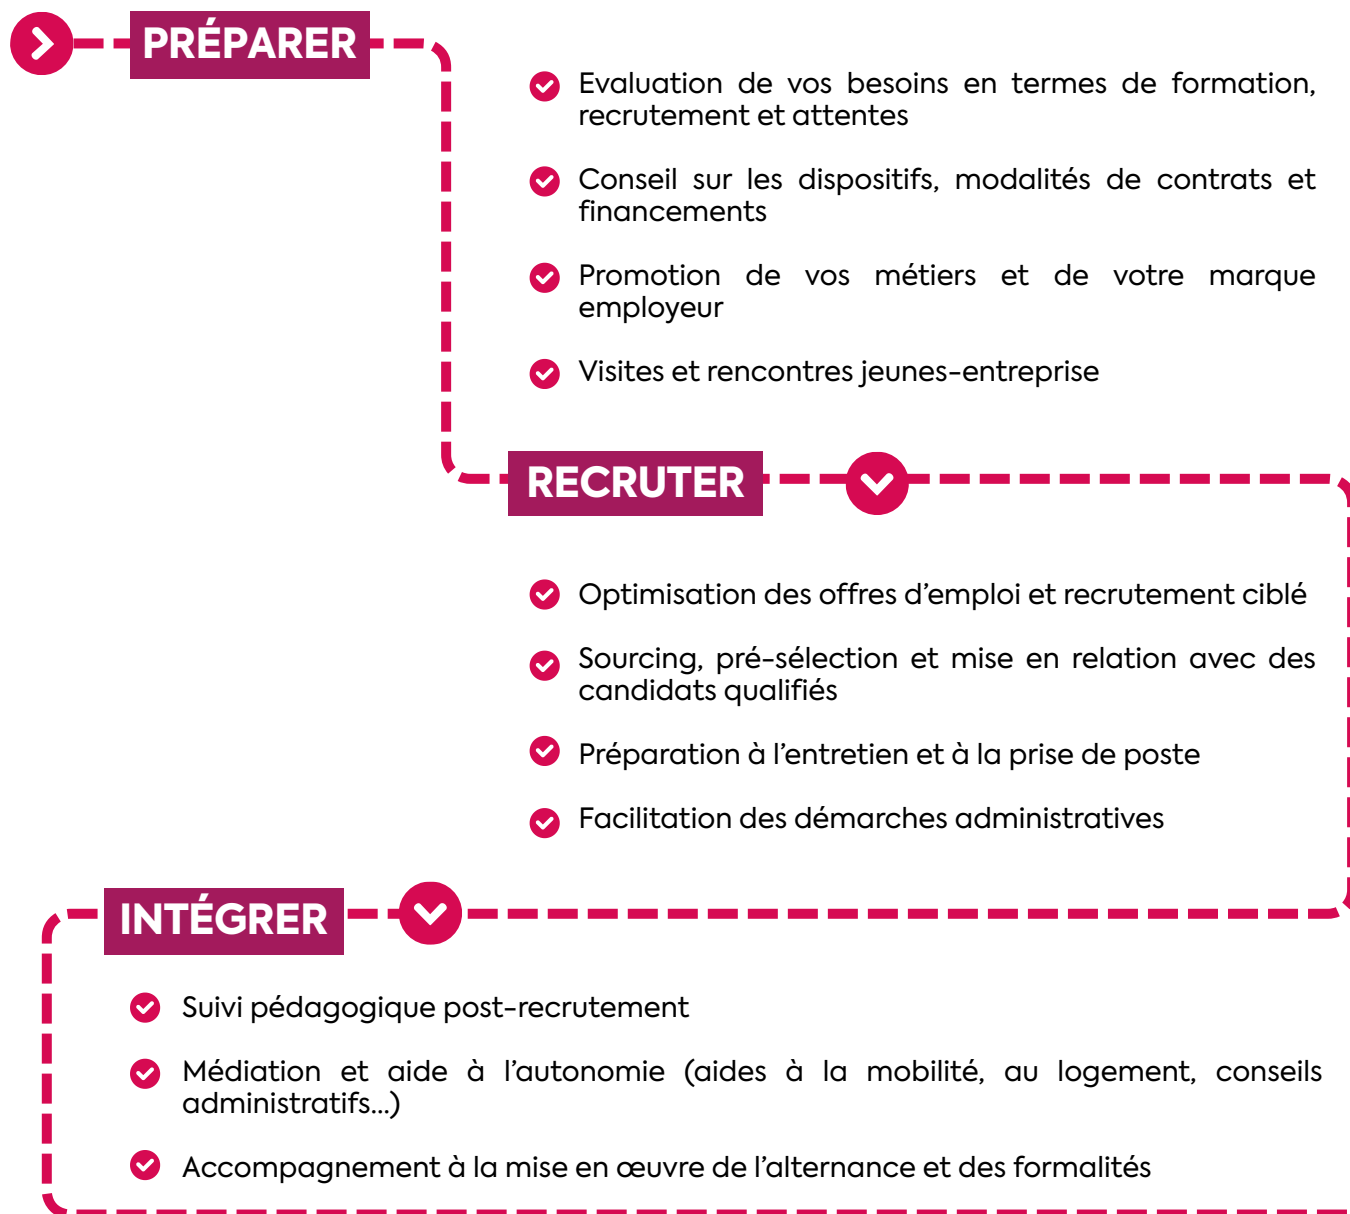 PRÉPARER
Evaluation de vos besoins en termes de formation,
recrutement et attentes
Conseil sur les dispositifs, modalités de contrats et
financements
Promotion de vos métiers et de votre marque
employeur
Visites et rencontres jeunes-entreprise
RECRUTER
Optimisation des offres d’emploi et recrutement ciblé
Sourcing, pré-sélection et mise en relation avec des
candidats qualifiés
Préparation à l’entretien et à la prise de poste
Facilitation des démarches administratives
INTÉGRER
Suivi pédagogique post-recrutement
Médiation et aide à l’autonomie (aides à la mobilité, au logement, conseils
administratifs...)
Accompagnement à la mise en œuvre de l’alternance et des formalités